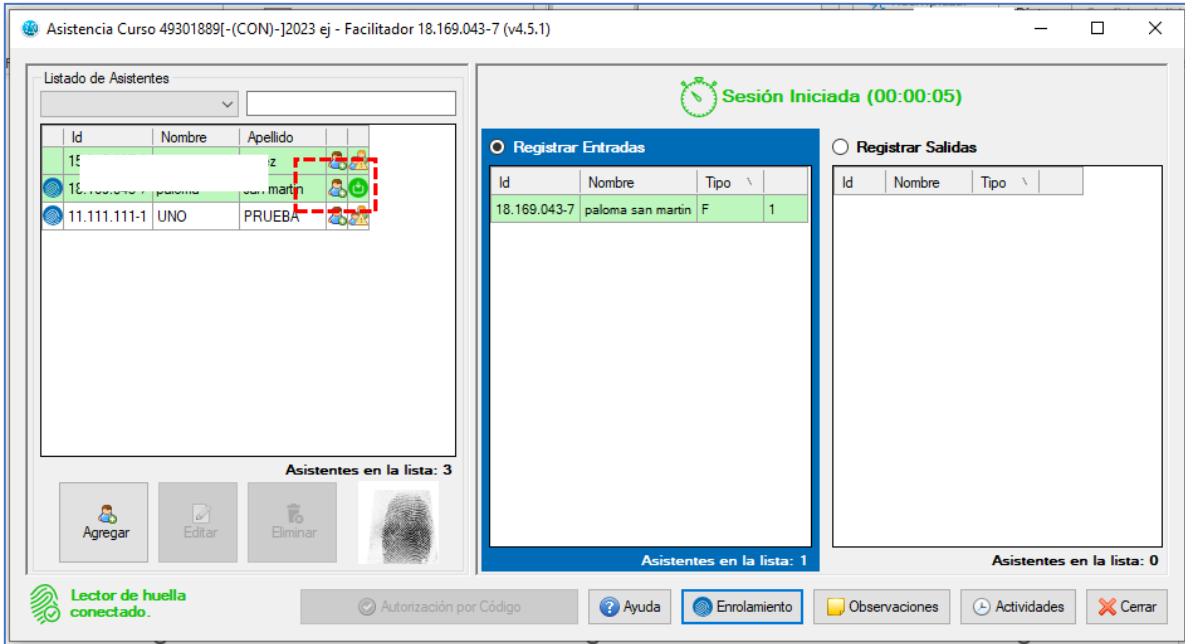 Asistencia Curso 49301889[-(CON)-]2023 ej - Facilitador 18.169.043-7 (v4.5.1)
Listado de Asistentes
Id Nombre Apellido
san martin
11.111.111-1 UNO PRUEBA
Asistentes en la lista: 3
Agregar
Editar
Eliminar
Sesión Iniciada (00:00:05)
Registrar Entradas
Id Nombre Tipo
18.169.043-7 paloma san martin F 1
Asistentes en la lista: 1
Registrar Salidas
Id Nombre Tipo
Asistentes en la lista: 0
Lector de huella
conectado.
Autorización por Código
Ayuda
Enrolamiento
Observaciones
Actividades
Cerrar